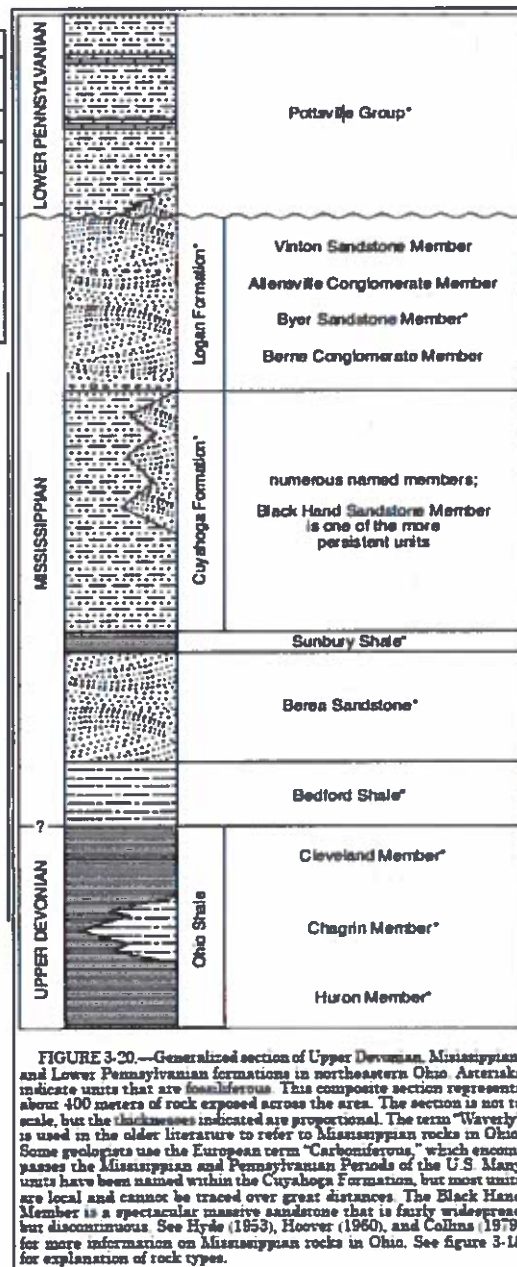 LOWER PENNSYLVANIAN
Pottsville Group*
MISSISSIPPIAN
Logan Formation*
Vinton Sandstone Member
Allensville Conglomerate Member
Byer Sandstone Member*
Berne Conglomerate Member
Cuyahoga Formation*
numerous named members;
Black Hand Sandstone Member
is one of the more
persistent units
Sunbury Shale*
Berea Sandstone*
Bedford Shale*
?
UPPER DEVONIAN
Ohio Shale
Cleveland Member*
Chagrin Member*
Huron Member*
FIGURE 3-20.—Generalized section of Upper Devonian, Mississippian
and Lower Pennsylvanian formations in northeastern Ohio. Asterisks
indicate units that are fossiliferous. This composite section represents
about 400 meters of rock exposed across the area. The section is not to
scale, but the thicknesses indicated are proportional. The term "Waverly"
is used in the older literature to refer to Mississippian rocks in Ohio
Some geologists use the European term "Carboniferous," which encom
passes the Mississippian and Pennsylvanian Periods of the U.S. Many
units have been named within the Cuyahoga Formation, but most units
are local and cannot be traced over great distances. The Black Hand
Member is a spectacular massive sandstone that is fairly widespread
but discontinuous. See Hyde (1953), Hoover (1960), and Collins (1979)
for more information on Mississippian rocks in Ohio. See figure 3-18
for explanation of rock types.